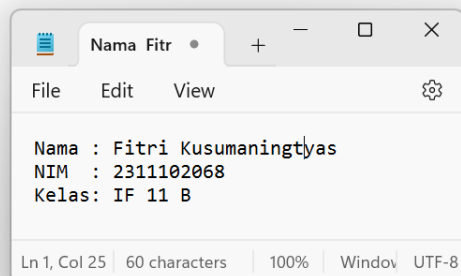 Nama Fitr
File Edit View
Nama : Fitri Kusumaningtyas
NIM : 2311102068
Kelas: IF 11 B
Ln 1, Col 25 60 characters 100% Window UTF-8